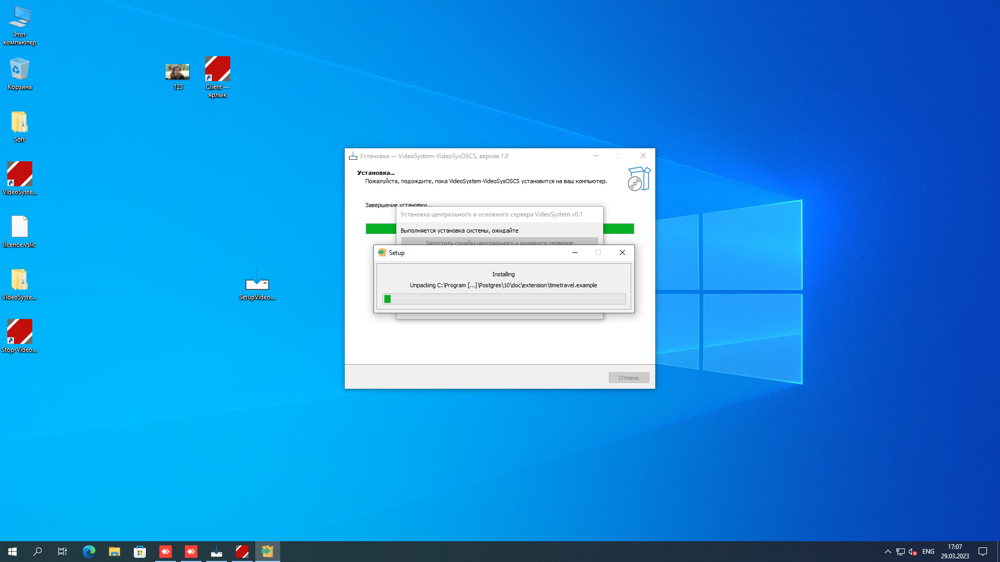 Этот
компьютер
Корзина
Soft
VideoSyste...
licence.vslic
VideoSyste...
Stop-Video...
123
Client —
ярлык
SetupVideo...
Установка — VideoSystem-VideoSysOSCS, версия 1.0
Установка...
Пожалуйста, подождите, пока VideoSystem-VideoSysOSCS установится на ваш компьютер.
Завершение установки...
Установка центрального и основного сервера VideoSystem v0.1
Выполняется установка системы, ожидайте
Запустить службы центрального и основного серверов
Setup
Installing
Unpacking C:\Program [...]\Postgres\10\doc\extension\timetravel.example
Отмена
ENG
17:07
29.03.2023